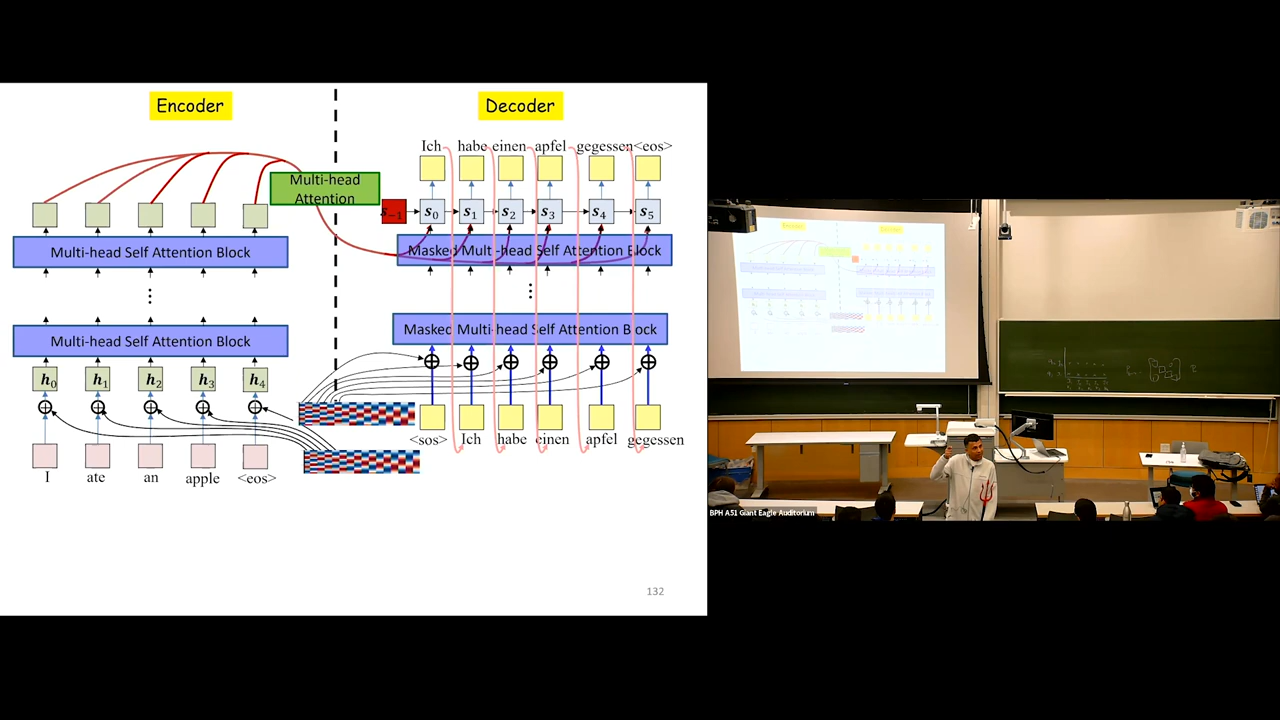 Encoder
Decoder
Ich habe einen apfel gegessen <eos>
Multi-head
Attention
s₋₁ s₀ s₁ s₂ s₃ s₄ s₅
Multi-head Self Attention Block
Masked Mult -head Self Attention Block
Multi-head Self Attention Block
Masked Multi-head Self Attention Block
h₀ h₁ h₂ h₃ h₄
<sos> Ich habe einen apfel gegessen
I ate an apple <eos>
132
BPH A51 Giant Eagle Auditorium